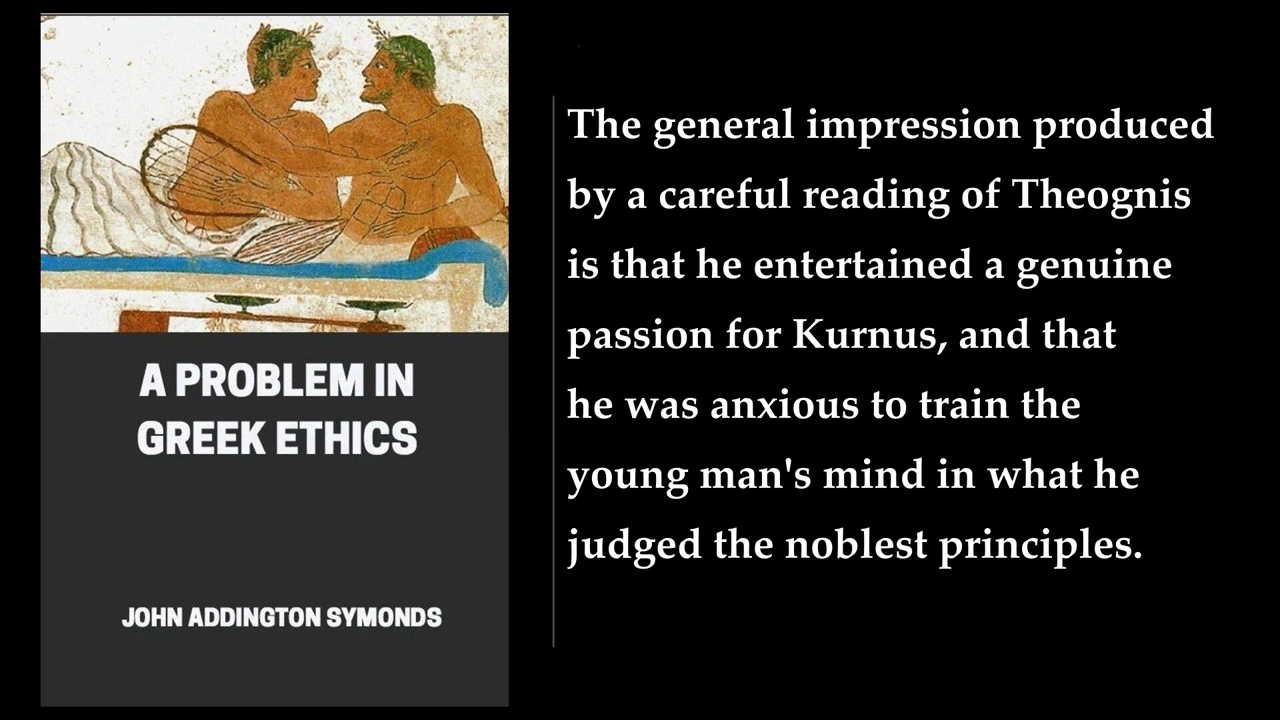 A PROBLEM IN
GREEK ETHICS
JOHN ADDINGTON SYMONDS
The general impression produced
by a careful reading of Theognis
is that he entertained a genuine
passion for Kurnus, and that
he was anxious to train the
young man's mind in what he
judged the noblest principles.